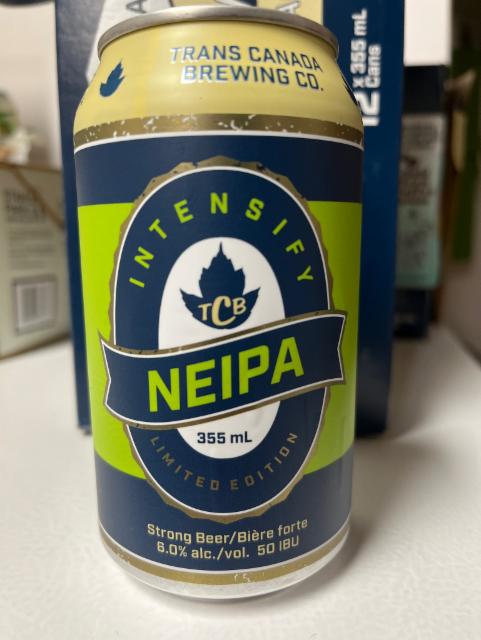 TRANS CANADA
BREWING CO.
12 x 355 mL
Cans
INTENSIFY
TCB
NEIPA
355 mL
LIMITED EDITION
Strong Beer/Bière forte
6.0% alc./vol. 50 IBU